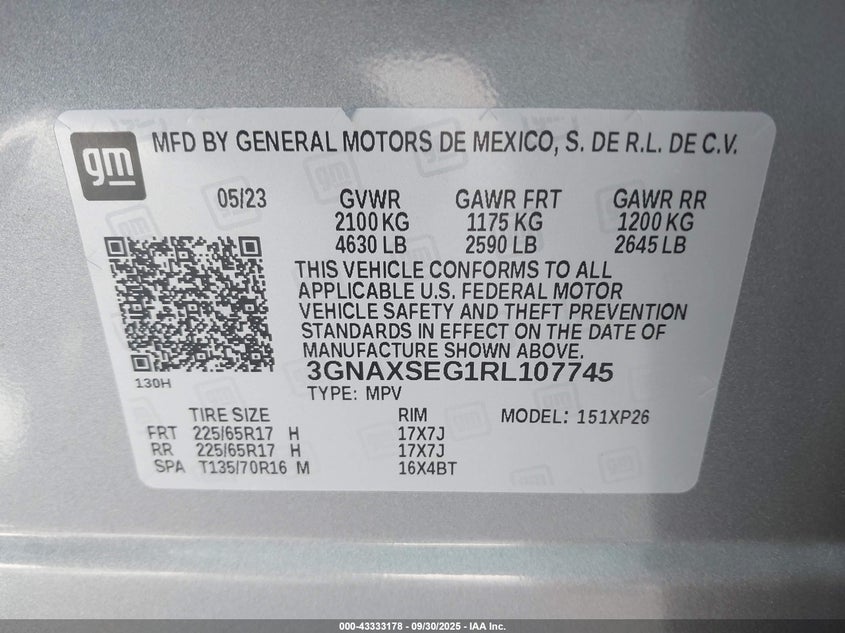 gm
MFD BY GENERAL MOTORS DE MEXICO, S. DE R.L. DE C.V.
05/23 GVWR GAWR FRT GAWR RR
2100 KG 1175 KG 1200 KG
4630 LB 2590 LB 2645 LB
THIS VEHICLE CONFORMS TO ALL
APPLICABLE U.S. FEDERAL MOTOR
VEHICLE SAFETY AND THEFT PREVENTION
STANDARDS IN EFFECT ON THE DATE OF
MANUFACTURE SHOWN ABOVE.
3GNAXSEG1RL107745
130H
TYPE: MPV
TIRE SIZE RIM MODEL: 151XP26
FRT 225/65R17 H 17X7J
RR 225/65R17 H 17X7J
SPA T135/70R16 M 16X4BT
000-43333178 - 09/30/2025 - IAA Inc.